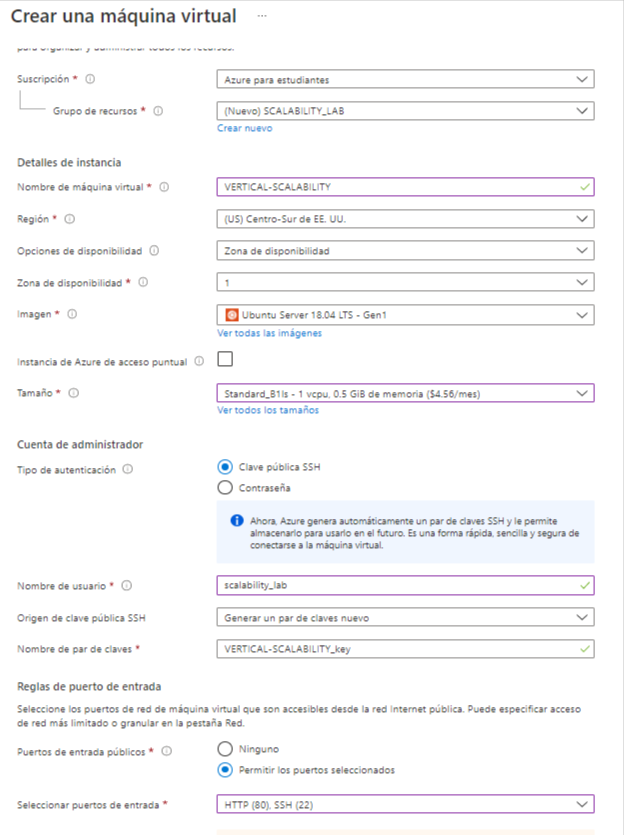 Crear una máquina virtual ...
para organizar y administrar todos los recursos.
Suscripción *
Azure para estudiantes
Grupo de recursos *
(Nuevo) SCALABILITY_LAB
Crear nuevo
Detalles de instancia
Nombre de máquina virtual *
VERTICAL-SCALABILITY
Región *
(US) Centro-Sur de EE. UU.
Opciones de disponibilidad
Zona de disponibilidad
Zona de disponibilidad *
1
Imagen *
Ubuntu Server 18.04 LTS - Gen1
Ver todas las imágenes
Instancia de Azure de acceso puntual
Tamaño *
Standard_B1ls - 1 vcpu, 0.5 GiB de memoria ($4.56/mes)
Ver todos los tamaños
Cuenta de administrador
Tipo de autenticación
Clave pública SSH
Contraseña
Ahora, Azure genera automáticamente un par de claves SSH y le permite
almacenarlo para usarlo en el futuro. Es una forma rápida, sencilla y segura de
conectarse a la máquina virtual.
Nombre de usuario *
scalability_lab
Origen de clave pública SSH
Generar un par de claves nuevo
Nombre de par de claves *
VERTICAL-SCALABILITY_key
Reglas de puerto de entrada
Seleccione los puertos de red de máquina virtual que son accesibles desde la red Internet pública. Puede especificar acceso
de red más limitado o granular en la pestaña Red.
Puertos de entrada públicos *
Ninguno
Permitir los puertos seleccionados
Seleccionar puertos de entrada *
HTTP (80), SSH (22)